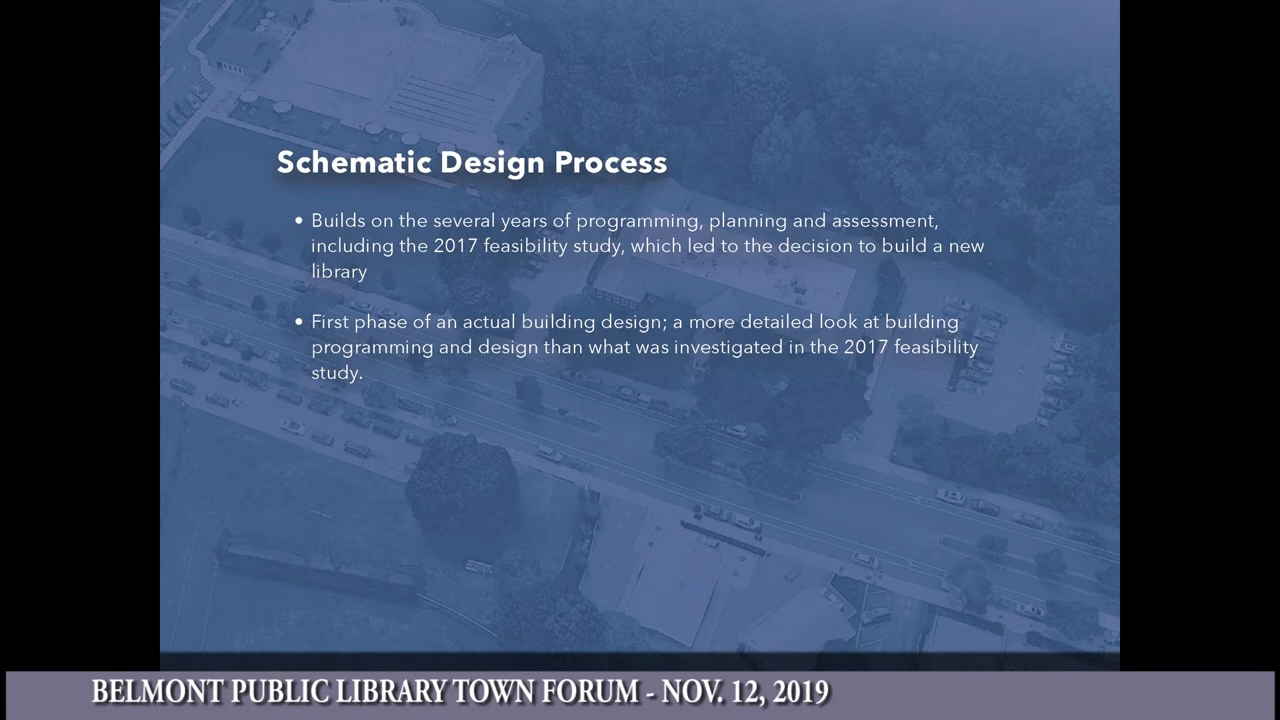 Schematic Design Process
• Builds on the several years of programming, planning and assessment,
including the 2017 feasibility study, which led to the decision to build a new
library
• First phase of an actual building design; a more detailed look at building
programming and design than what was investigated in the 2017 feasibility
study.
BELMONT PUBLIC LIBRARY TOWN FORUM - NOV. 12, 2019